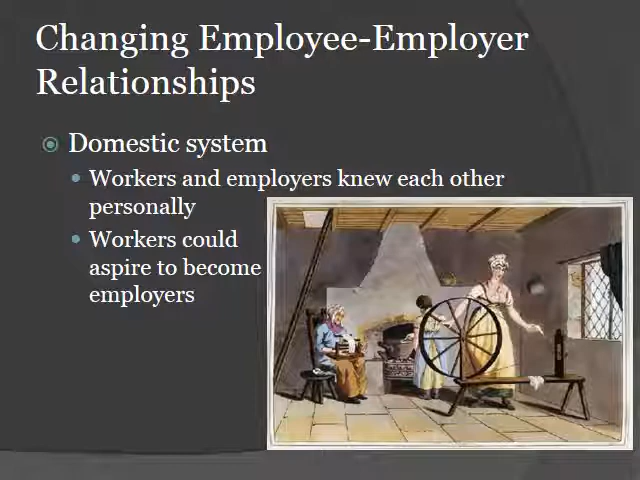 Changing Employee-Employer
Relationships
Domestic system
Workers and employers knew each other
personally
Workers could
aspire to become
employers